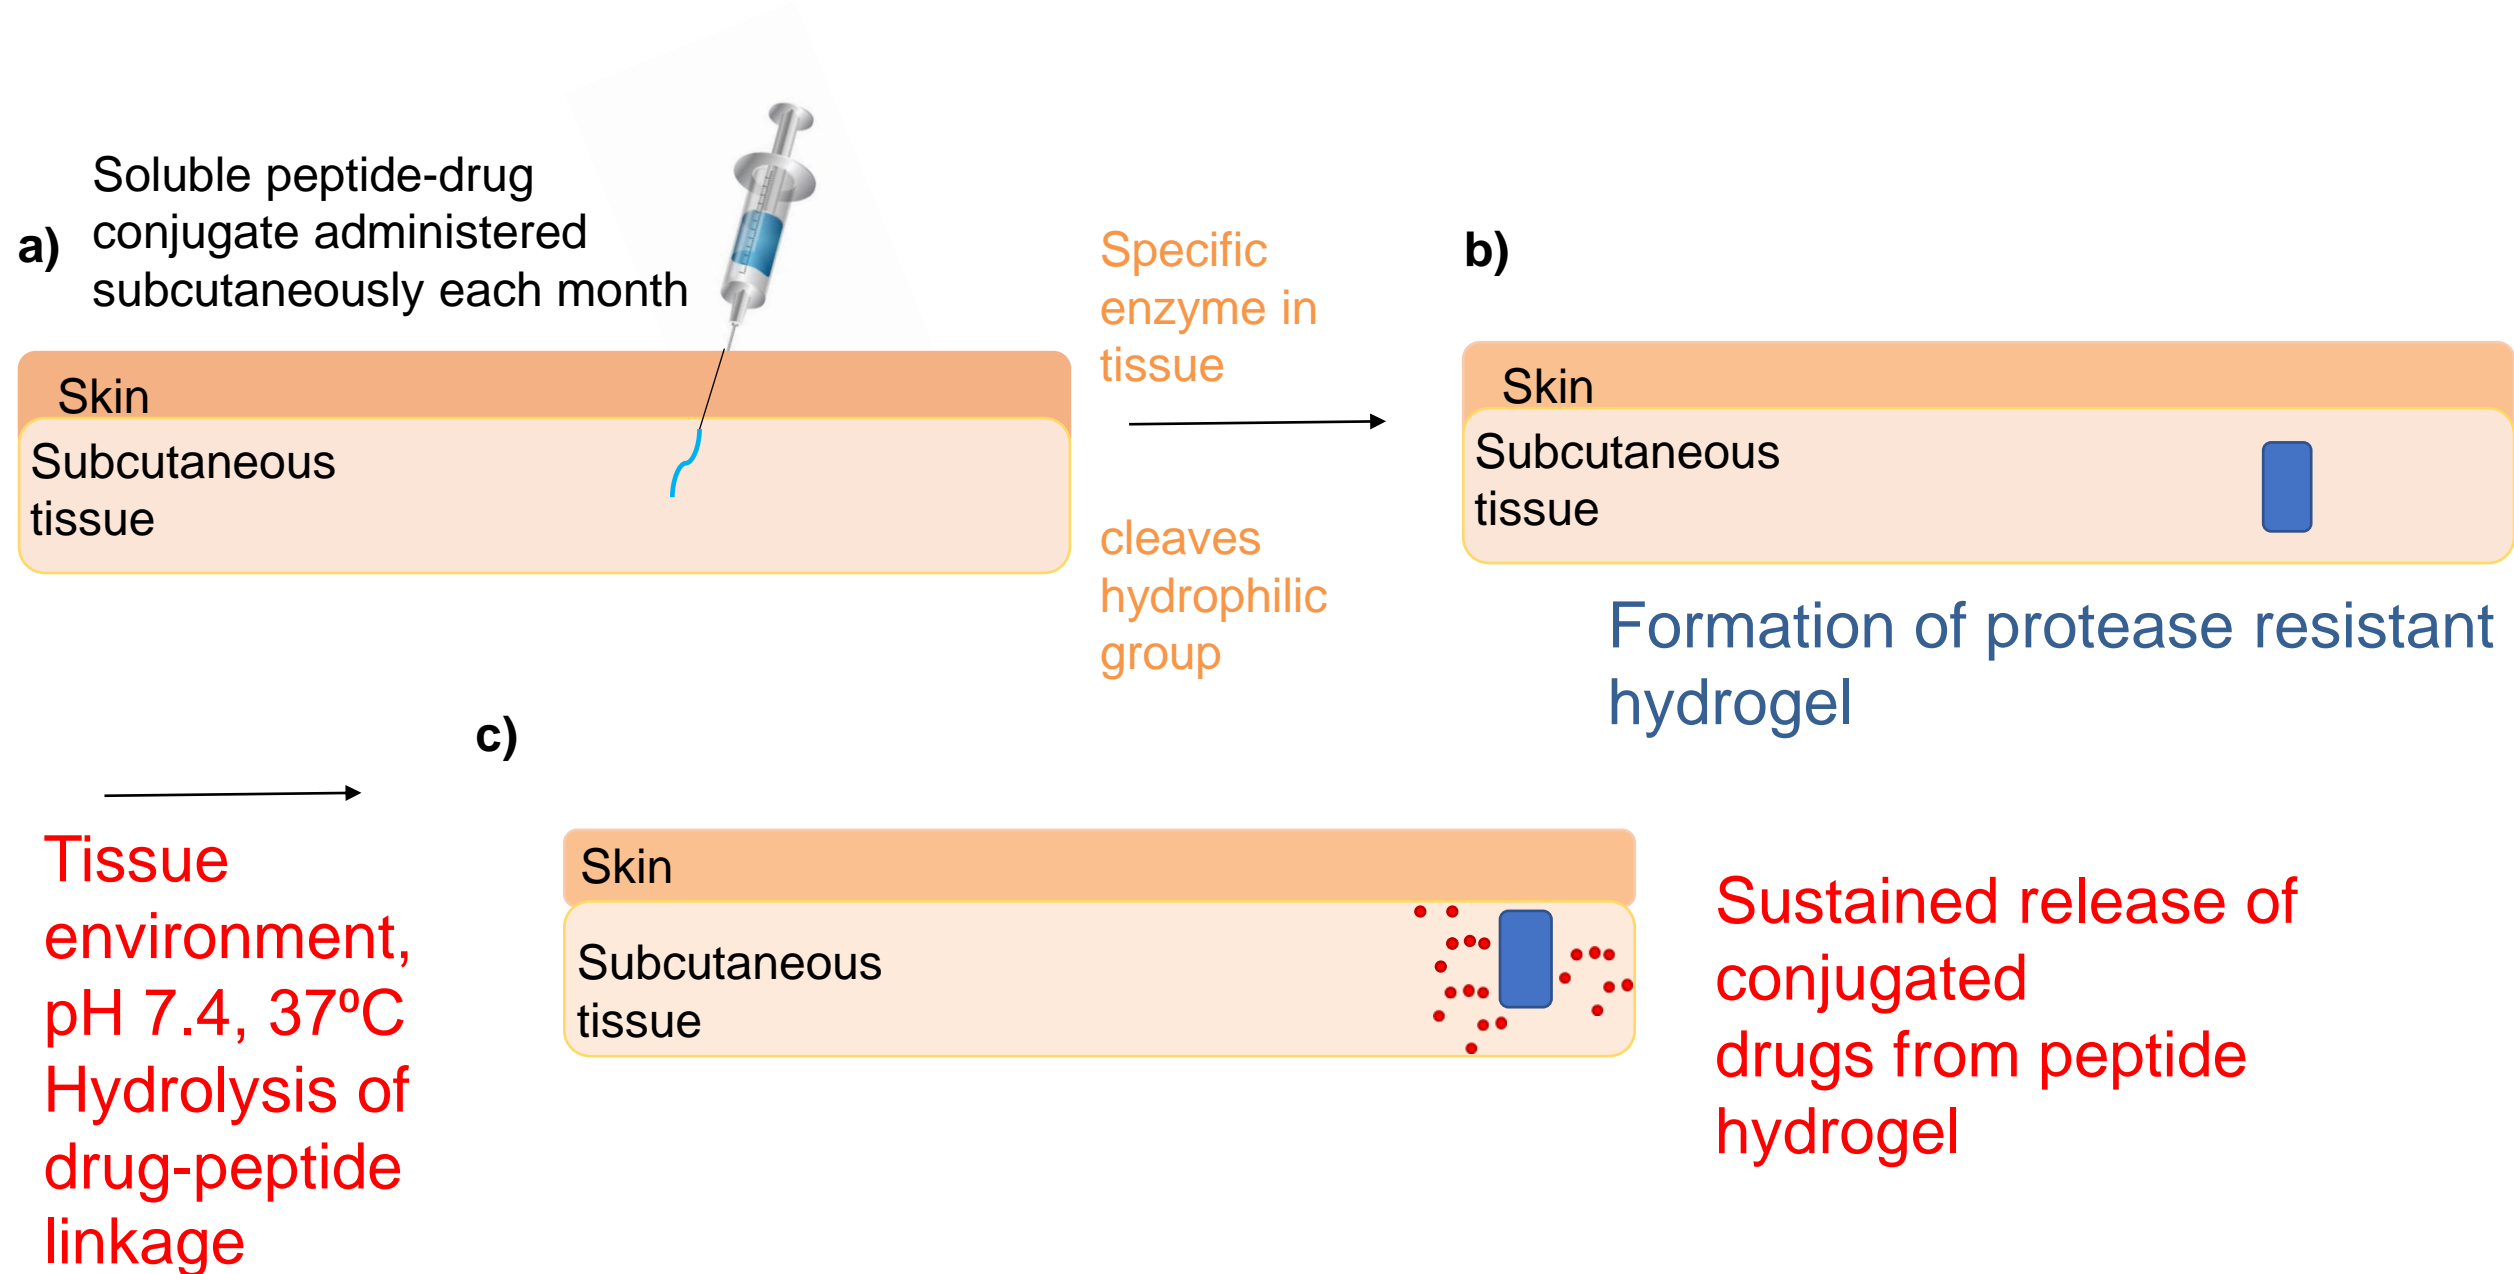 a)
Soluble peptide-drug
conjugate administered
subcutaneously each month
Skin
Subcutaneous
tissue
Specific
enzyme in
tissue
cleaves
hydrophilic
group
b)
Skin
Subcutaneous
tissue
Formation of protease resistant
hydrogel
Tissue
environment,
pH 7.4, 37ºC
Hydrolysis of
drug-peptide
linkage
c)
Skin
Subcutaneous
tissue
Sustained release of
conjugated
drugs from peptide
hydrogel